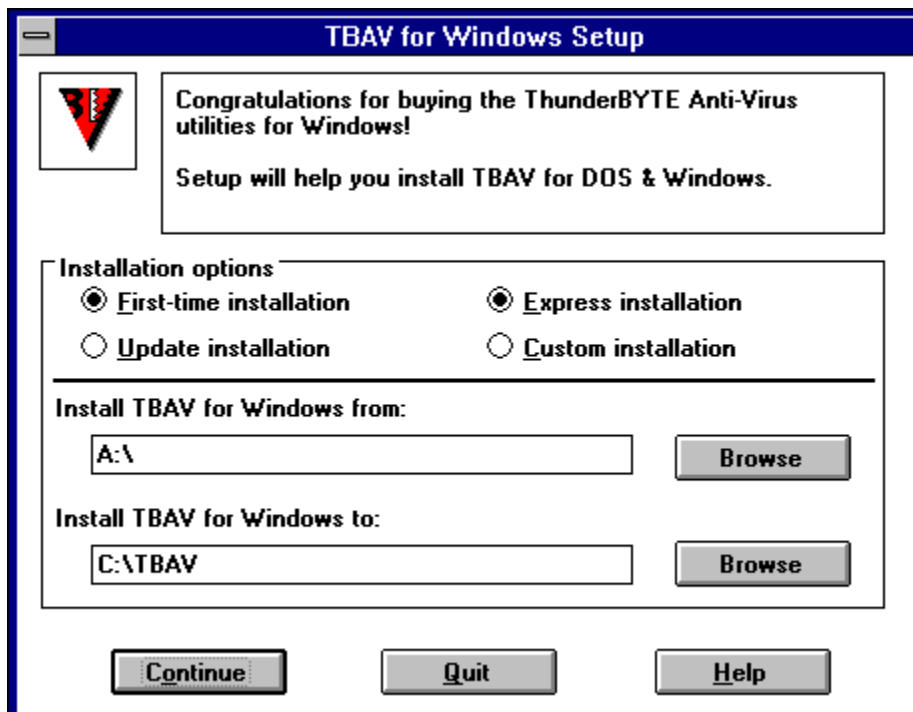 TBAV for Windows Setup
Congratulations for buying the ThunderBYTE Anti-Virus
utilities for Windows!
Setup will help you install TBAV for DOS & Windows.
Installation options
First-time installation
Express installation
Update installation
Custom installation
Install TBAV for Windows from:
A:\
Browse
Install TBAV for Windows to:
C:\TBAV
Browse
Continue
Quit
Help